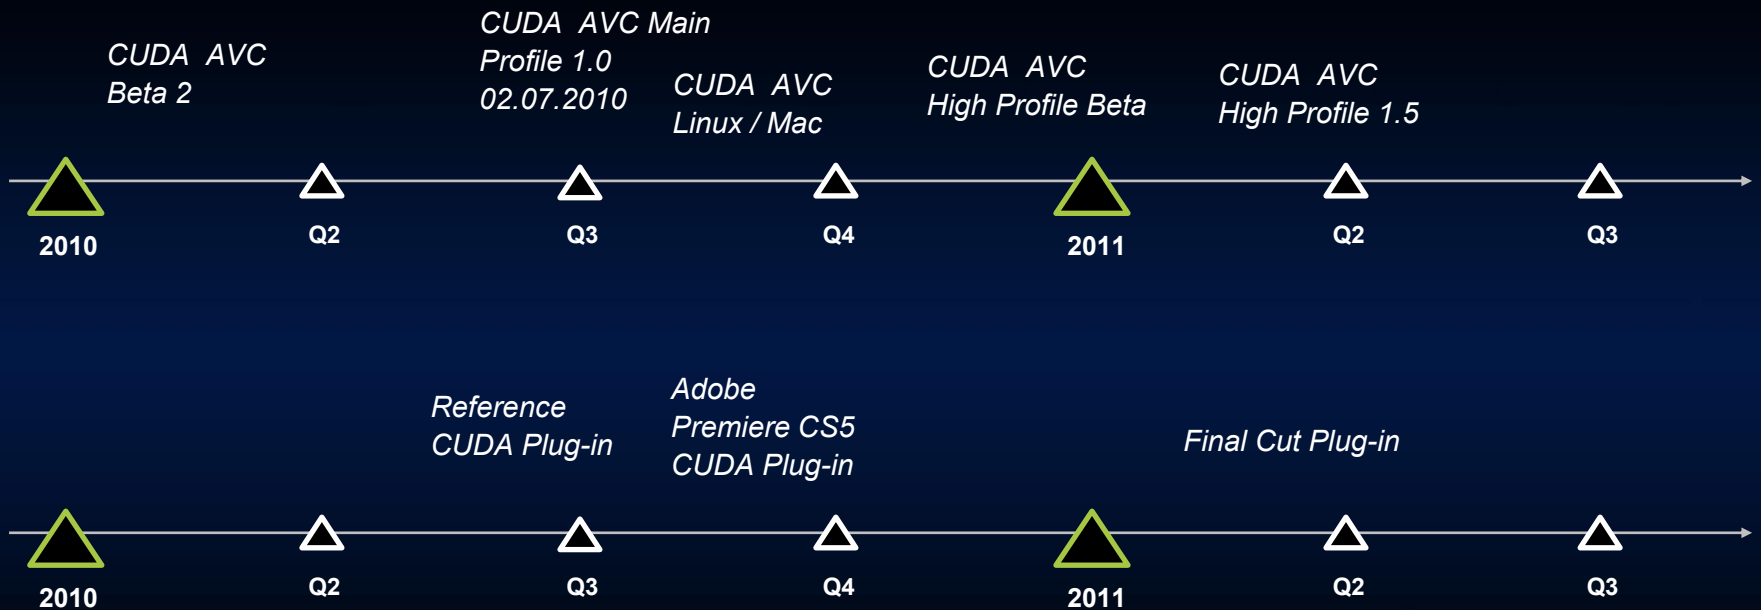 CUDA AVC
Beta 2
CUDA AVC Main
Profile 1.0
02.07.2010
CUDA AVC
Linux / Mac
CUDA AVC
High Profile Beta
CUDA AVC
High Profile 1.5
2010
Q2
Q3
Q4
2011
Q2
Q3
Reference
CUDA Plug-in
Adobe
Premiere CS5
CUDA Plug-in
Final Cut Plug-in
2010
Q2
Q3
Q4
2011
Q2
Q3